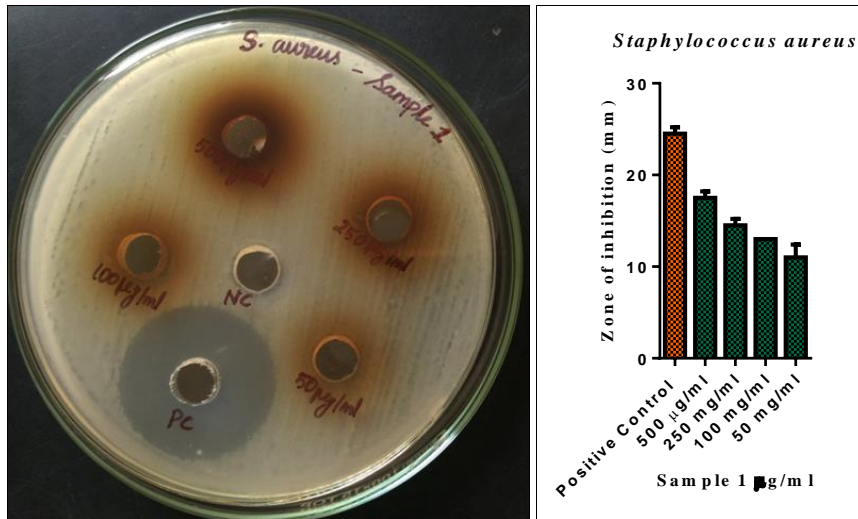 S. aureus - Sample 1
500µg/ml
250µg/ml
100µg/ml
NC
50µg/ml
PC
Staphylococcus aureus
Zone of inhibition (mm)
30
20
10
0
Positive Control
500 µg/ml
250 mg/ml
100 mg/ml
50 mg/ml
Sample 1 µg/ml